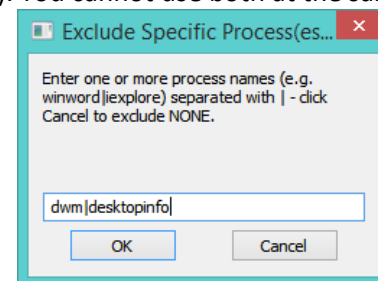 Exclude Specific Process(es...
Enter one or more process names (e.g.
winword|iexplore) separated with | - click
Cancel to exclude NONE.
dwm|desktopinfo
OK Cancel